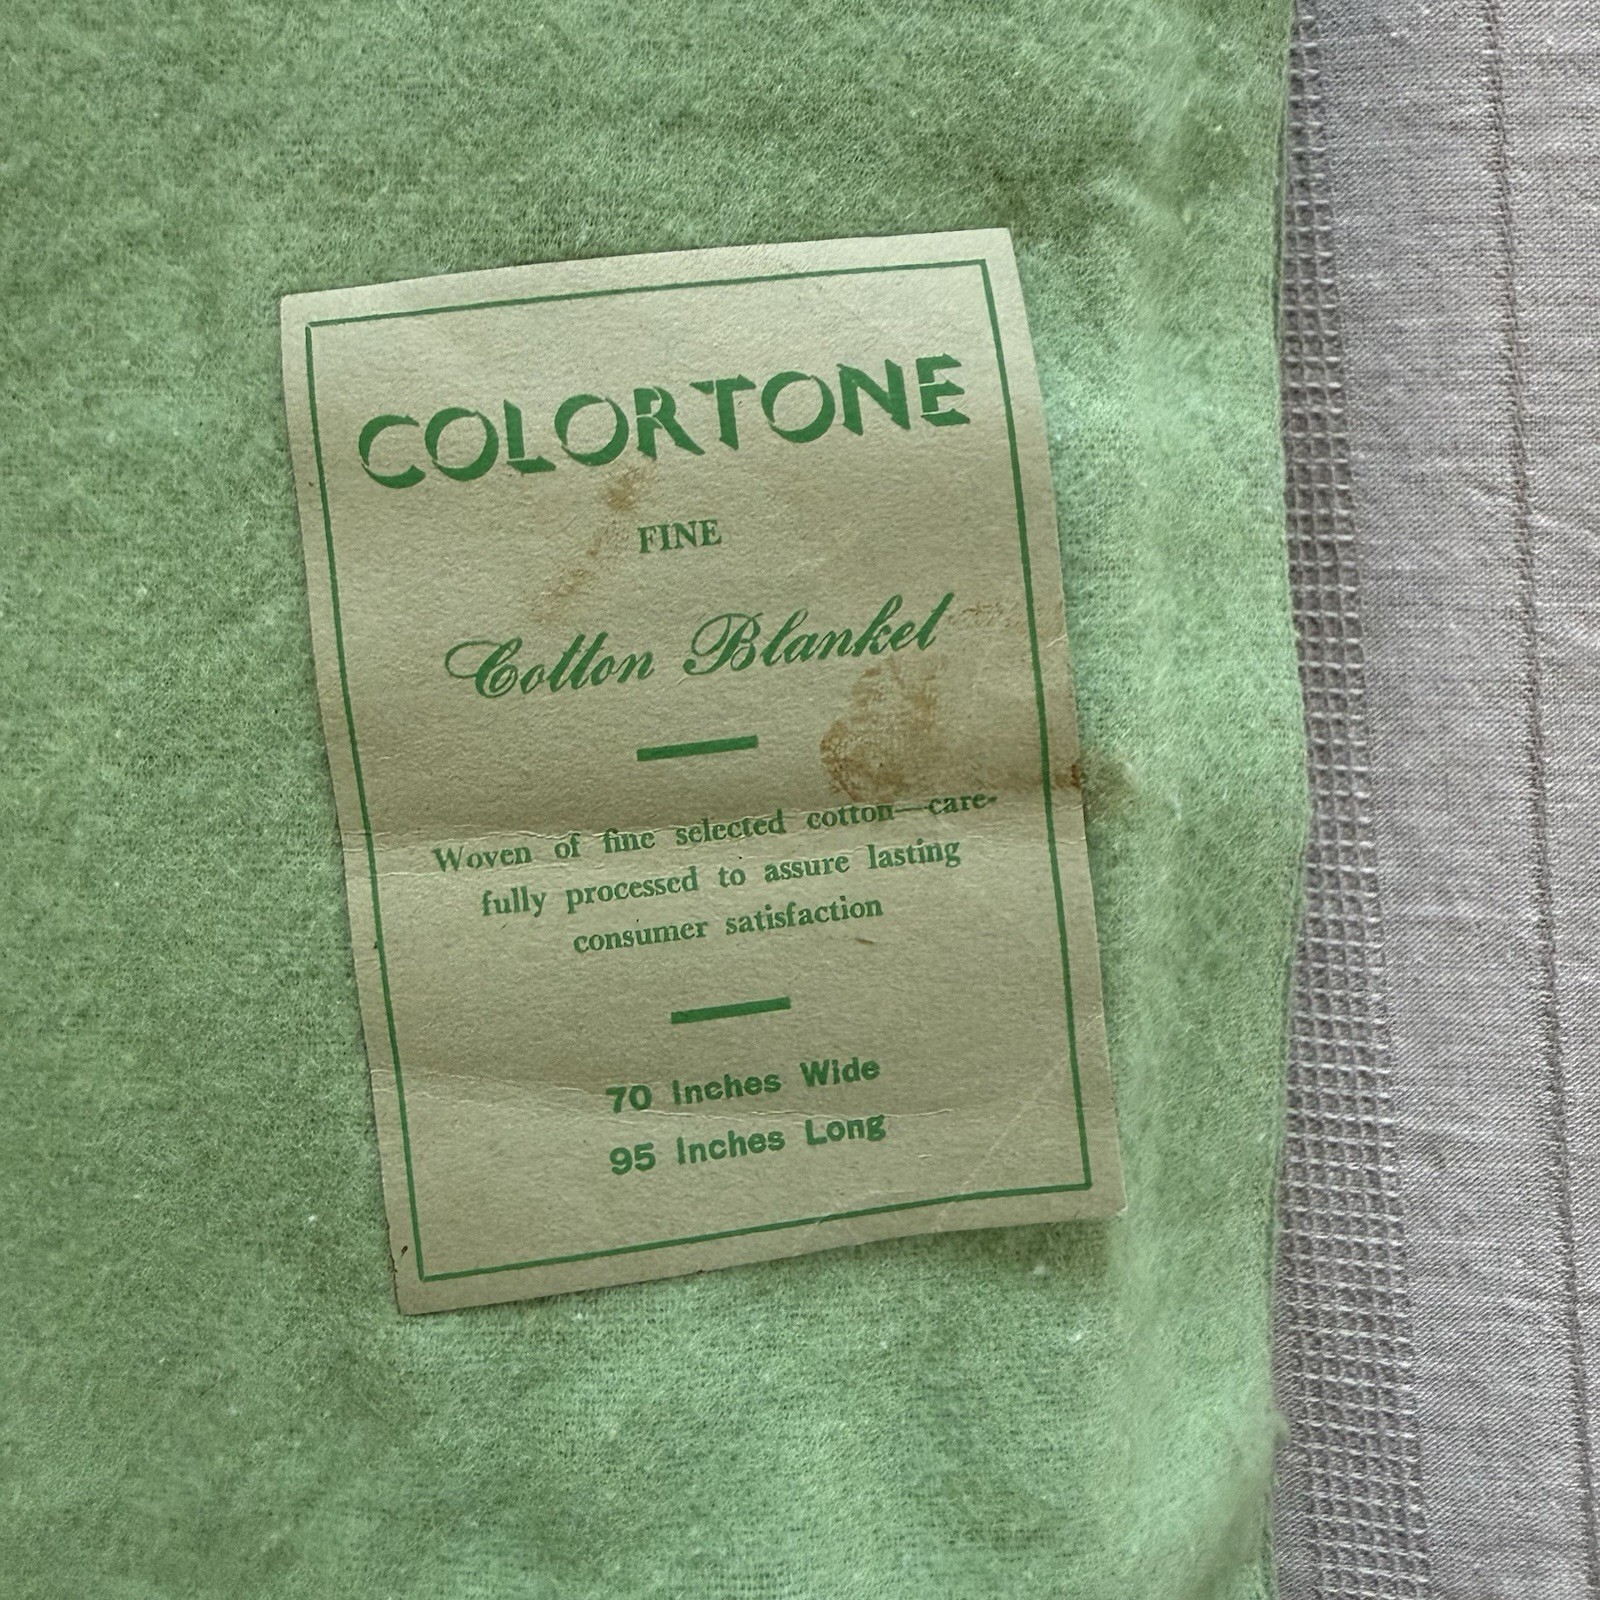 COLORTONE
FINE
Cotton Blanket
Woven of fine selected cotton—care-
fully processed to assure lasting
consumer satisfaction
70 Inches Wide
95 Inches Long